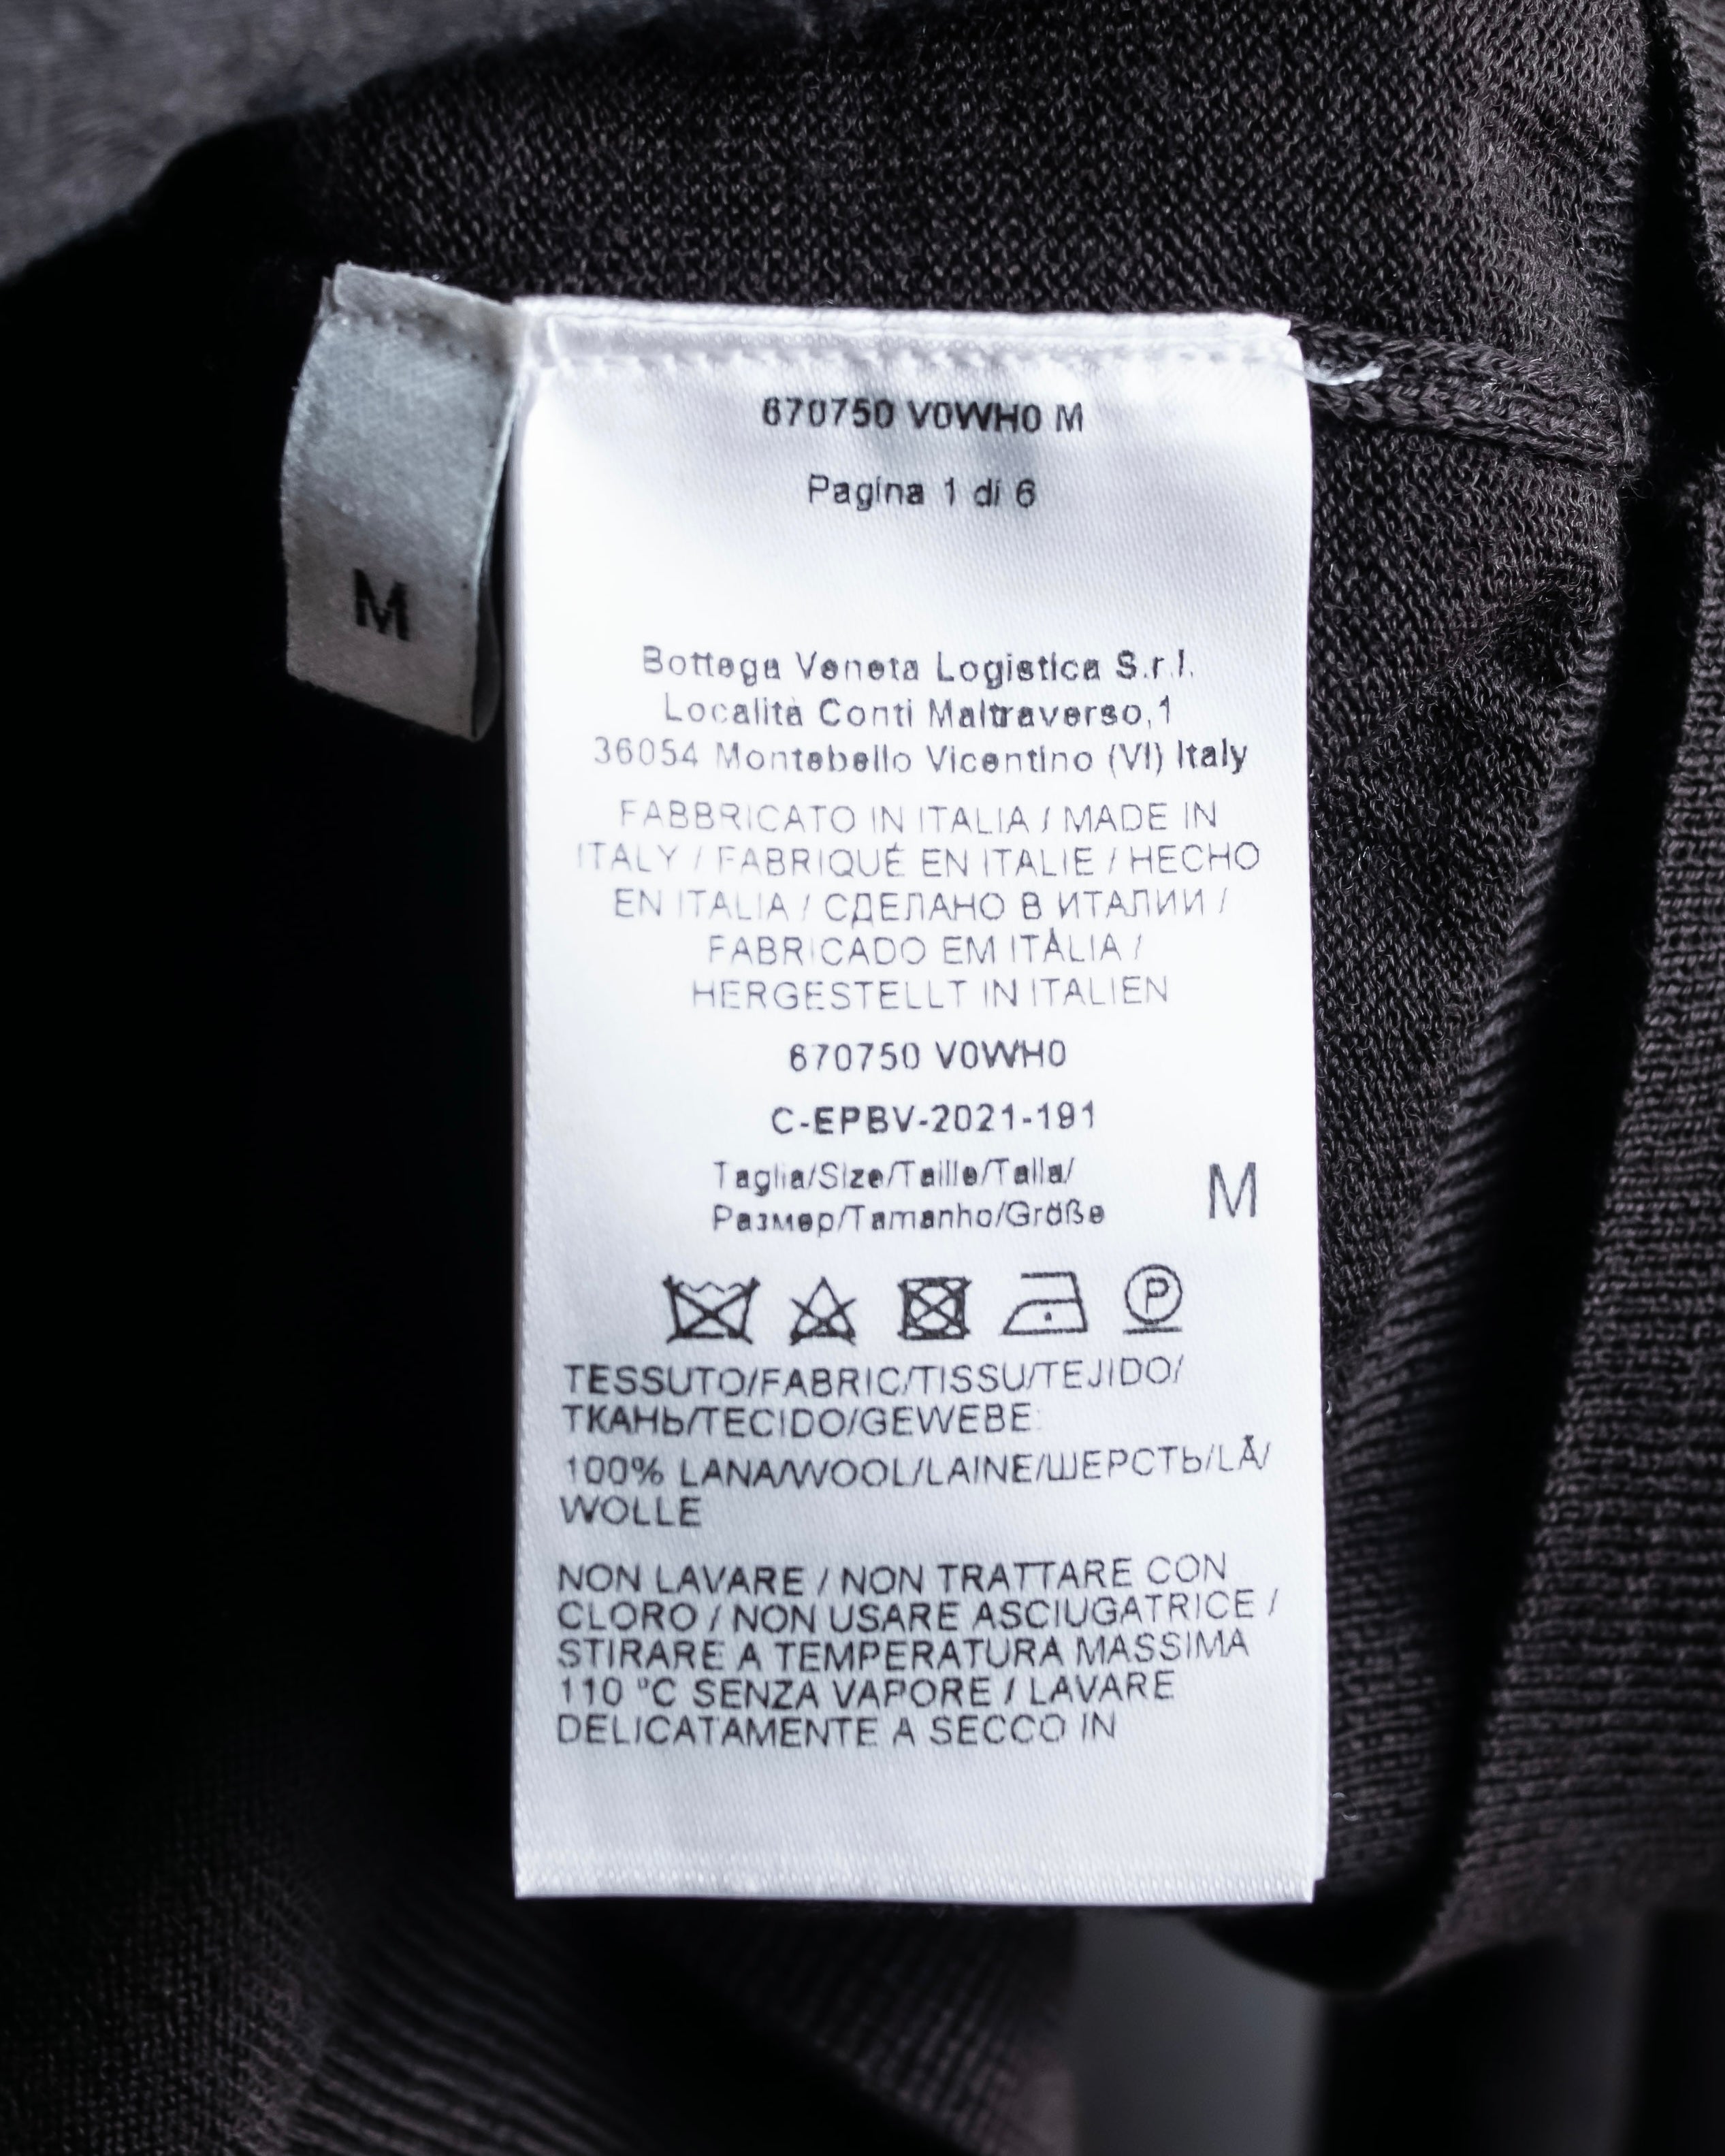 M
670750 V0WH0 M
Pagina 1 di 6
Bottega Veneta Logistica S.r.l.
Località Conti Maltraverso,1
36054 Montebello Vicentino (VI) Italy
FABBRICATO IN ITALIA / MADE IN
ITALY / FABRIQUÉ EN ITALIE / HECHO
EN ITALIA / СДЕЛАНО В ИТАЛИИ /
FABRICADO EM ITÁLIA /
HERGESTELLT IN ITALIEN
670750 V0WH0
C-EPBV-2021-191
Taglia/Size/Taille/Talla/
Размер/Tamanho/Größe
M
P
TESSUTO/FABRIC/TISSU/TEJIDO/
ТКАНЬ/TECIDO/GEWEBE:
100% LANA/WOOL/LAINE/ШЕРСТЬ/LÃ/
WOLLE
NON LAVARE / NON TRATTARE CON
CLORO / NON USARE ASCIUGATRICE /
STIRARE A TEMPERATURA MASSIMA
110 °C SENZA VAPORE / LAVARE
DELICATAMENTE A SECCO IN